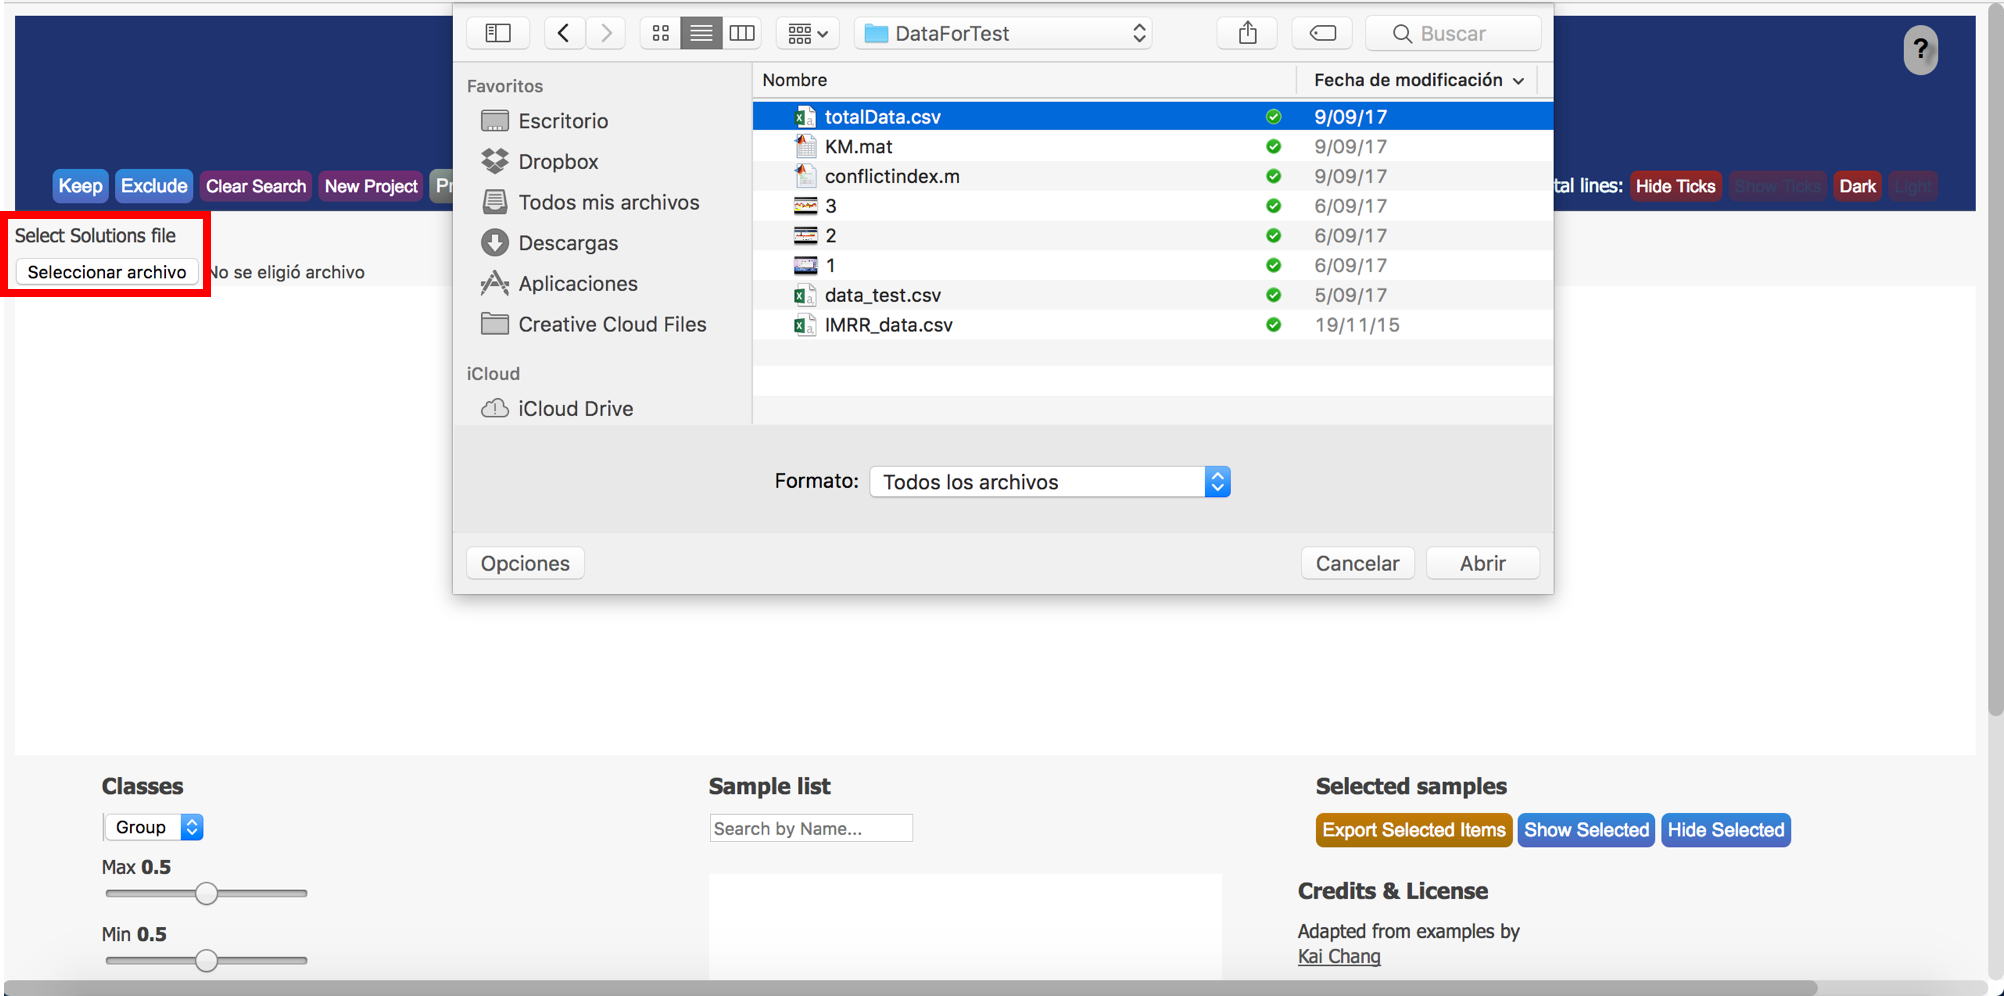 DataForTest
Buscar
?
Favoritos
Nombre
Fecha de modificación
Escritorio
Dropbox
Todos mis archivos
Descargas
Aplicaciones
Creative Cloud Files
iCloud
iCloud Drive
totalData.csv 9/09/17
KM.mat 9/09/17
conflictindex.m 9/09/17
3 6/09/17
2 6/09/17
1 6/09/17
data_test.csv 5/09/17
IMRR_data.csv 19/11/15
Keep Exclude Clear Search New Project Pr
tal lines: Hide Ticks Show Ticks Dark Light
Select Solutions file
Seleccionar archivo No se eligió archivo
Formato: Todos los archivos
Opciones
Cancelar
Abrir
Classes
Group
Max 0.5
Min 0.5
Sample list
Search by Name...
Selected samples
Export Selected Items Show Selected Hide Selected
Credits & License
Adapted from examples by
Kai Chang